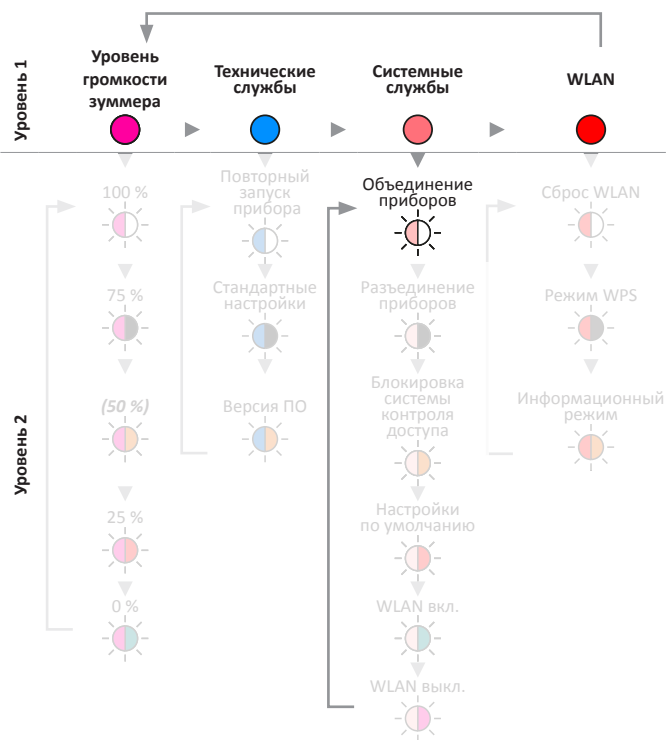 Уровень 1
Уровень
громкости
зуммера
Технические
службы
Системные
службы
WLAN
Уровень 2
100 %
75 %
(50 %)
25 %
0 %
Повторный
запуск
прибора
Стандартные
настройки
Версия ПО
Объединение
приборов
Разъединение
приборов
Блокировка
системы
контроля
доступа
Настройки
по умолчанию
WLAN вкл.
WLAN выкл.
Сброс WLAN
Режим WPS
Информационный
режим